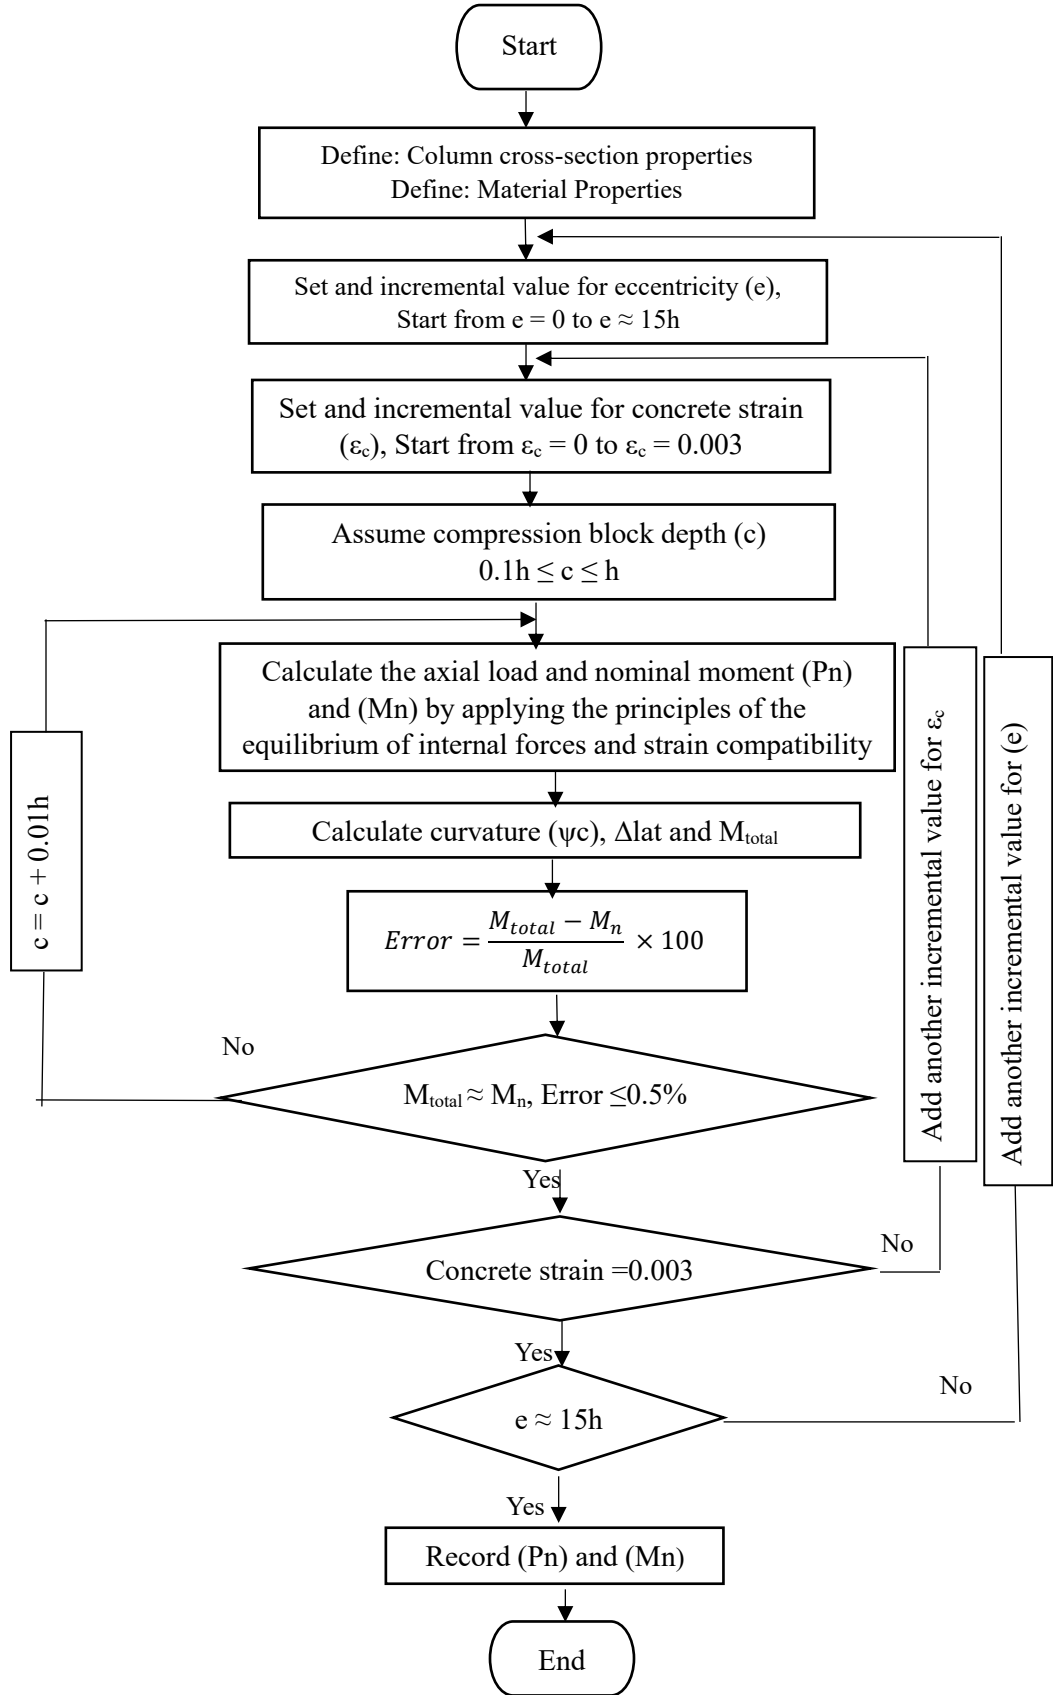 Start
Define: Column cross-section properties
Define: Material Properties
Set and incremental value for eccentricity (e),
Start from e = 0 to e ≈ 15h
Set and incremental value for concrete strain
(εc), Start from εc = 0 to εc = 0.003
Assume compression block depth (c)
0.1h ≤ c ≤ h
Calculate the axial load and nominal moment (Pn)
and (Mn) by applying the principles of the
equilibrium of internal forces and strain compatibility
c = c + 0.01h
Add another incremental value for εc
Add another incremental value for (e)
Calculate curvature (ψc), Δlat and Mtotal
Error = (Mtotal − Mn) / Mtotal × 100
No
Mtotal ≈ Mn, Error ≤0.5%
Yes
No
Concrete strain =0.003
Yes
No
e ≈ 15h
Yes
Record (Pn) and (Mn)
End